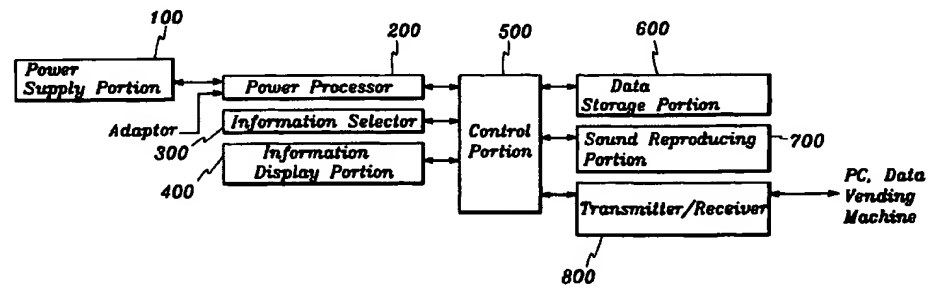 100
Power
Supply Portion
Adaptor
200
Power Processor
300
Information Selector
400
Information
Display Portion
500
Control
Portion
600
Data
Storage Portion
Sound Reproducing
Portion
700
Transmitter/Receiver
800
PC, Data
Vending
Machine